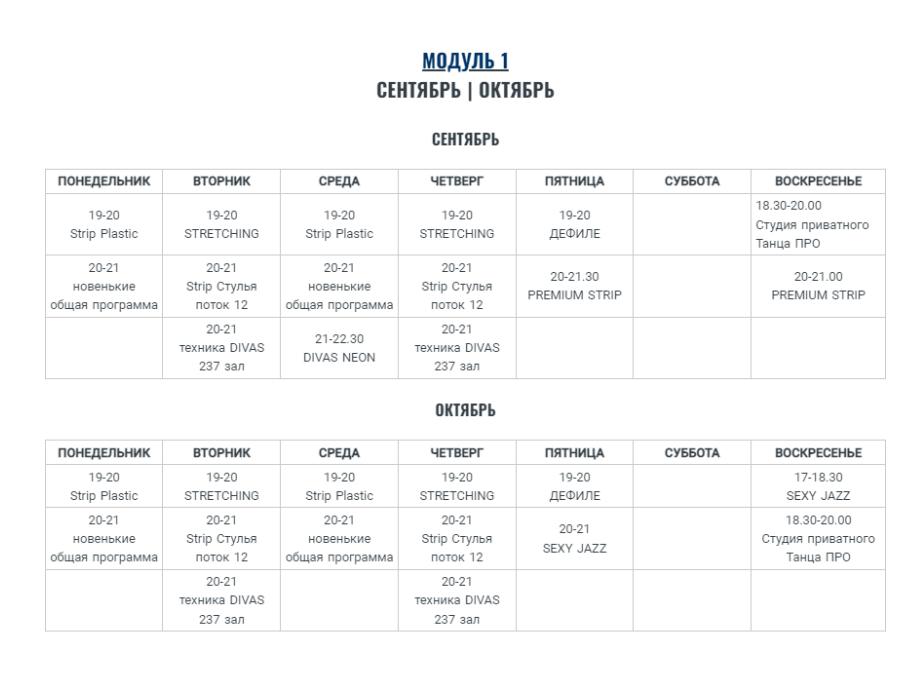 МОДУЛЬ 1
СЕНТЯБРЬ | ОКТЯБРЬ
СЕНТЯБРЬ
ПОНЕДЕЛЬНИК ВТОРНИК СРЕДА ЧЕТВЕРГ ПЯТНИЦА СУББОТА ВОСКРЕСЕНЬЕ
19-20
Strip Plastic
19-20
STRETCHING
19-20
Strip Plastic
19-20
STRETCHING
19-20
ДЕФИЛЕ
18.30-20.00
Студия приватного
Танца ПРО
20-21
новенькие
общая программа
20-21
Strip Стулья
поток 12
20-21
новенькие
общая программа
20-21
Strip Стулья
поток 12
20-21.30
PREMIUM STRIP
20-21.00
PREMIUM STRIP
20-21
техника DIVAS
237 зал
21-22.30
DIVAS NEON
20-21
техника DIVAS
237 зал
ОКТЯБРЬ
ПОНЕДЕЛЬНИК ВТОРНИК СРЕДА ЧЕТВЕРГ ПЯТНИЦА СУББОТА ВОСКРЕСЕНЬЕ
19-20
Strip Plastic
19-20
STRETCHING
19-20
Strip Plastic
19-20
STRETCHING
19-20
ДЕФИЛЕ
17-18.30
SEXY JAZZ
20-21
новенькие
общая программа
20-21
Strip Стулья
поток 12
20-21
новенькие
общая программа
20-21
Strip Стулья
поток 12
20-21
SEXY JAZZ
18.30-20.00
Студия приватного
Танца ПРО
20-21
техника DIVAS
237 зал
20-21
техника DIVAS
237 зал